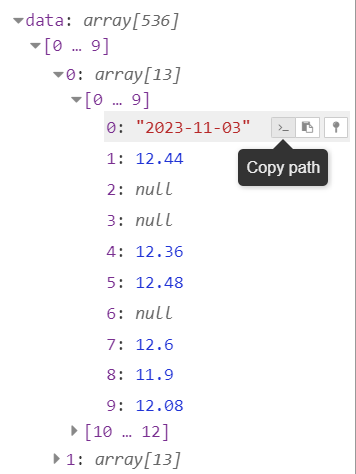 data: array[536]
[0 … 9]
0: array[13]
[0 … 9]
0: "2023-11-03"
1: 12.44
Copy path
2: null
3: null
4: 12.36
5: 12.48
6: null
7: 12.6
8: 11.9
9: 12.08
[10 … 12]
1: array[13]